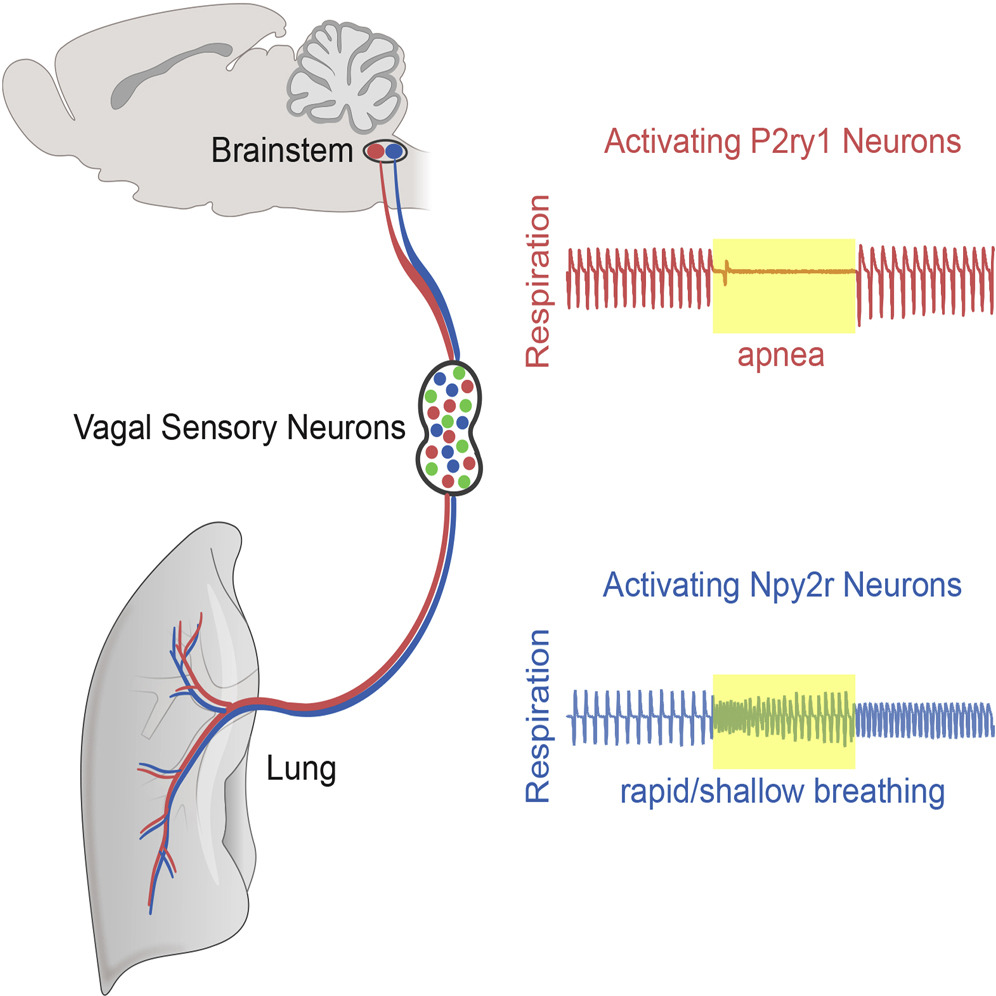 Brainstem
Vagal Sensory Neurons
Lung
Activating P2ry1 Neurons
Respiration
apnea
Activating Npy2r Neurons
Respiration
rapid/shallow breathing